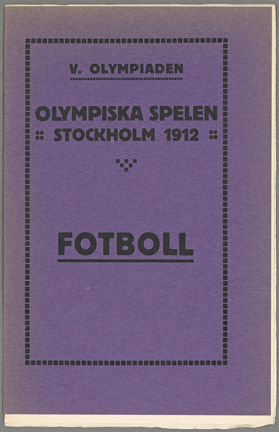 V. OLYMPIADEN
OLYMPISKA SPELEN
STOCKHOLM 1912
FOTBOLL